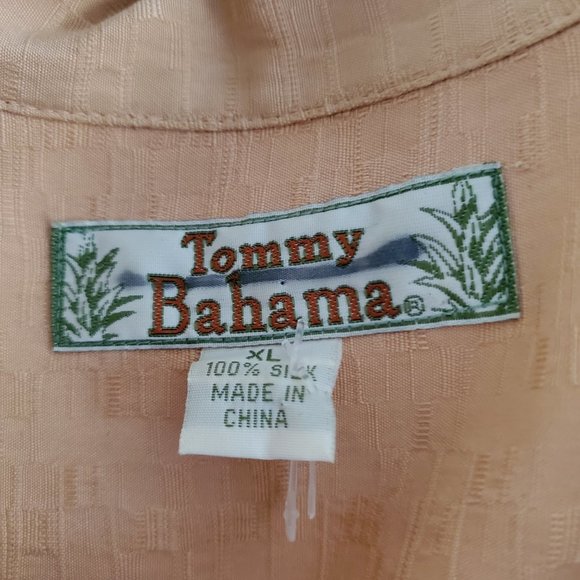 Tommy
Bahama®
XL
100% SILK
MADE IN
CHINA